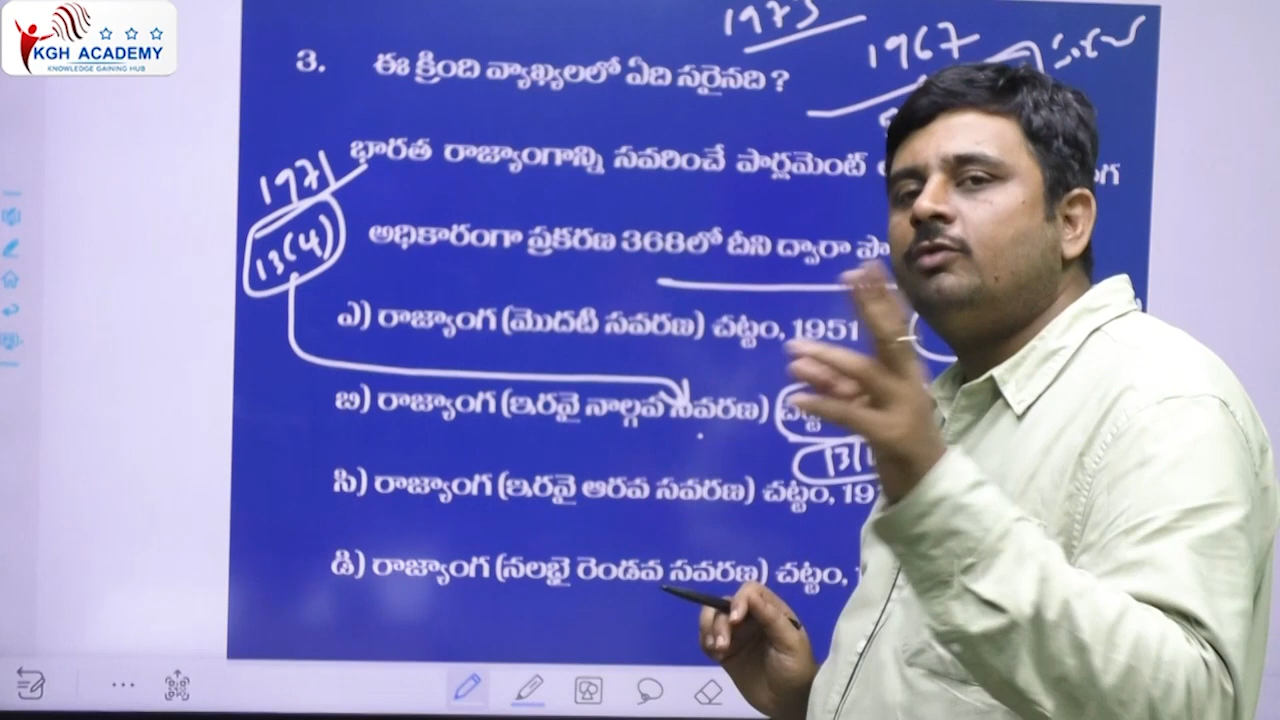 KGH ACADEMY
KNOWLEDGE GAINING HUB
1973
1967
3. ఈ క్రింది వ్యాఖ్యలలో ఏది సరైనది ?
భారత రాజ్యాంగాన్ని సవరించే పార్లమెంట్
1971
13(4)
అధికారంగా ప్రకరణ 368లో దీని ద్వారా
ఎ) రాజ్యాంగ (మొదటి సవరణ) చట్టం, 1951
బి) రాజ్యాంగ (ఇరవై నాల్గవ సవరణ)
సి) రాజ్యాంగ (ఇరవై ఆరవ సవరణ) చట్టం,
డి) రాజ్యాంగ (నలభై రెండవ సవరణ) చట్టం,